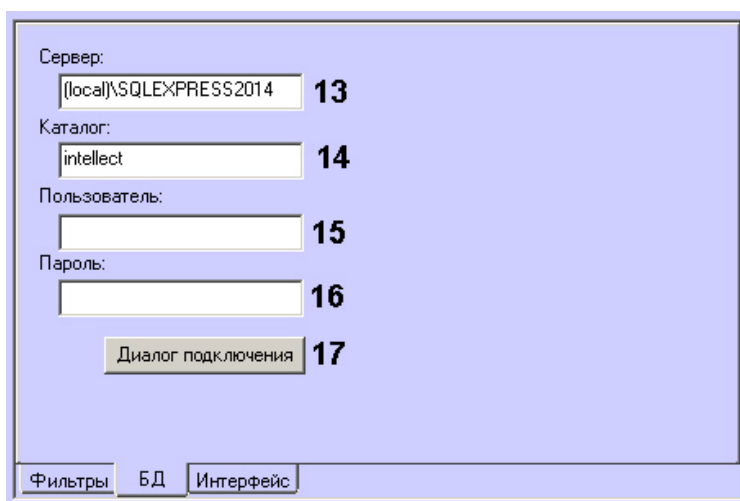 Сервер:
(local)\SQLEXPRESS2014 13
Каталог:
intellect 14
Пользователь:
15
Пароль:
16
Диалог подключения 17
Фильтры БД Интерфейс